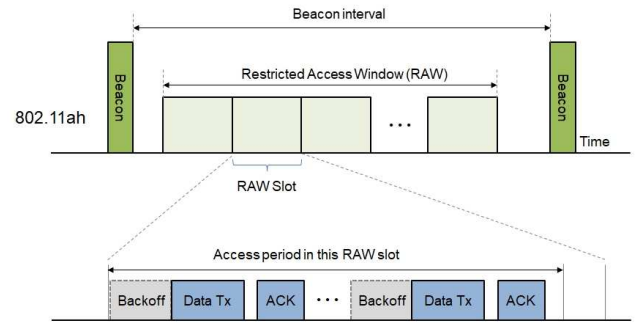 Beacon interval
Beacon
Restricted Access Window (RAW)
Beacon
802.11ah
• • •
Time
RAW Slot
Access period in this RAW slot
Backoff Data Tx ACK • • • Backoff Data Tx ACK